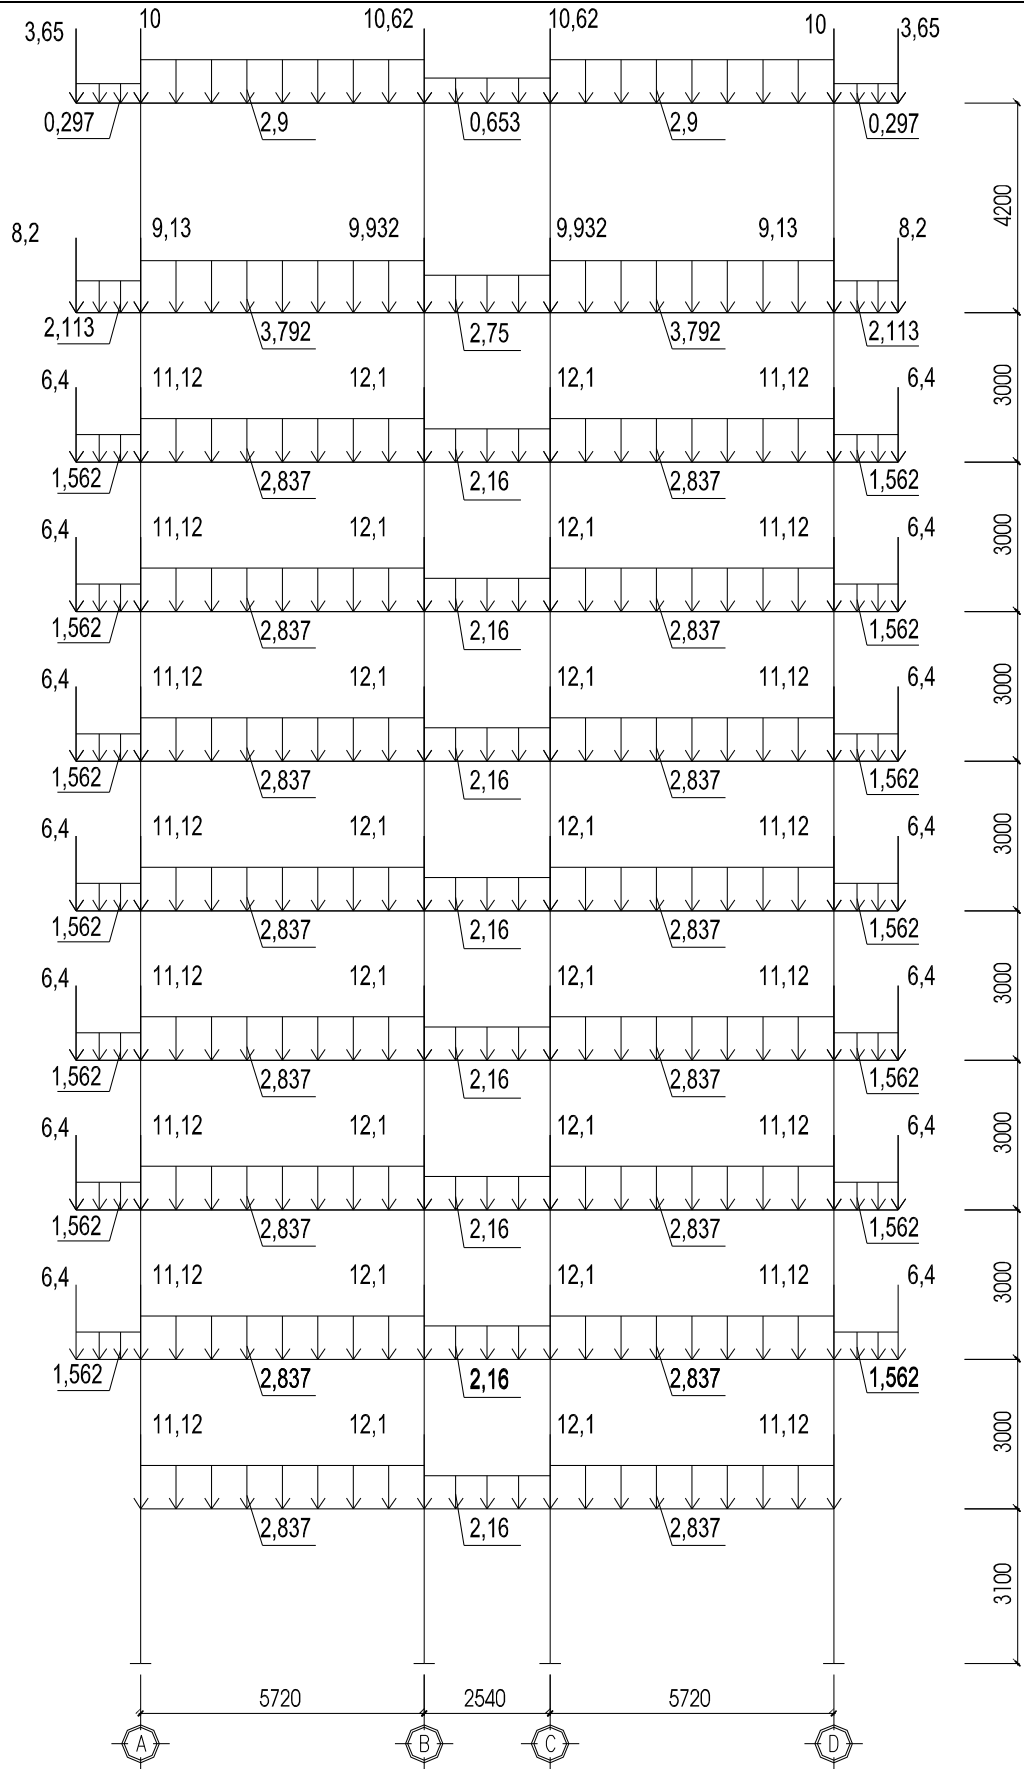 3,65 10 10,62 10,62 10 3,65
0,297 2,9 0,653 2,9 0,297
4200
8,2 9,13 9,932 9,932 9,13 8,2
2,113 3,792 2,75 3,792 2,113
6,4 11,12 12,1 12,1 11,12 6,4
3000
1,562 2,837 2,16 2,837 1,562
6,4 11,12 12,1 12,1 11,12 6,4
3000
1,562 2,837 2,16 2,837 1,562
6,4 11,12 12,1 12,1 11,12 6,4
3000
1,562 2,837 2,16 2,837 1,562
6,4 11,12 12,1 12,1 11,12 6,4
3000
1,562 2,837 2,16 2,837 1,562
6,4 11,12 12,1 12,1 11,12 6,4
3000
1,562 2,837 2,16 2,837 1,562
6,4 11,12 12,1 12,1 11,12 6,4
3000
1,562 2,837 2,16 2,837 1,562
6,4 11,12 12,1 12,1 11,12 6,4
3000
1,562 2,837 2,16 2,837 1,562
11,12 12,1 12,1 11,12
3000
2,837 2,16 2,837
3100
5720 2540 5720
A B C D